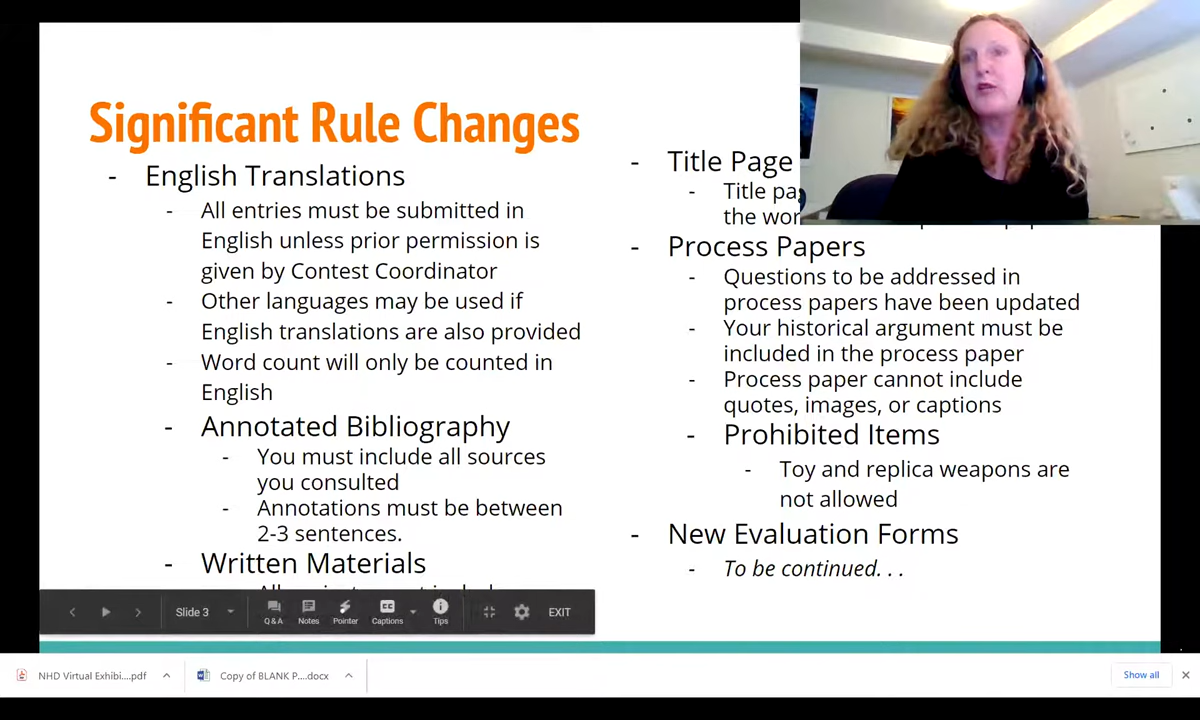 Significant Rule Changes
- English Translations
- All entries must be submitted in
English unless prior permission is
given by Contest Coordinator
- Other languages may be used if
English translations are also provided
- Word count will only be counted in
English
- Annotated Bibliography
- You must include all sources
you consulted
- Annotations must be between
2-3 sentences.
- Written Materials
- Title Page
- Title
the
- Process Papers
- Questions to be addressed in
process papers have been updated
- Your historical argument must be
included in the process paper
- Process paper cannot include
quotes, images, or captions
- Prohibited Items
- Toy and replica weapons are
not allowed
- New Evaluation Forms
- To be continued. . .
Slide 3
Q&A
Notes
Pointer
CC
Captions
Tips
EXIT
NHD Virtual Exhibi....pdf
Copy of BLANK P....docx
Show all